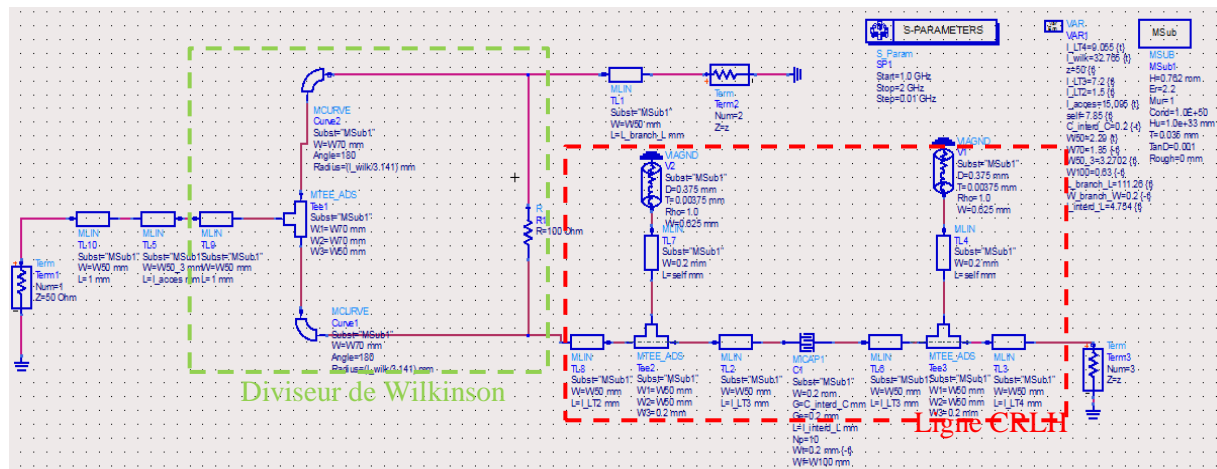 S-PARAMETERS
S_Param
SP1
Start=1.0 GHz
Stop=2 GHz
Step=0.01 GHz
VAR
VAR1
l_LT4=9.055 {t}
l_wilk=32.766 {t}
z=50 {t}
l_LT3=7.2 {t}
l_LT2=1.5 {t}
l_acces=15.095 {t}
self=7.85 {t}
C_interd_C=0.2 {-t}
W50=2.29 {t}
W70=1.35 {-t}
W50_3=3.2702 {t}
W100=0.63 {-t}
L_branch_L=111.26 {t}
W_branch_W=0.2 {-t}
l_interd_L=4.754 {t}
MSub
MSUB
MSub1
H=0.762 mm
Er=2.2
Mur=1
Cond=1.0E+50
Hu=1.0e+33 mm
T=0.035 mm
TanD=0.001
Rough=0 mm
MCURVE
Curve2
Subst="MSub1"
W=W70 mm
Angle=180
Radius=(l_wilk/3.141) mm
MLIN
TL1
Subst="MSub1"
W=W50 mm
L=L_branch_L mm
Term
Term2
Num=2
Z=z
VIAGND
V2
Subst="MSub1"
D=0.375 mm
T=0.00375 mm
Rho=1.0
W=0.625 mm
VIAGND
V1
Subst="MSub1"
D=0.375 mm
T=0.00375 mm
Rho=1.0
W=0.625 mm
MTEE_ADS
Tee1
Subst="MSub1"
W1=W70 mm
W2=W70 mm
W3=W50 mm
R
R1
R=100 Ohm
MLIN
TL7
Subst="MSub1"
W=0.2 mm
L=self mm
MLIN
TL4
Subst="MSub1"
W=0.2 mm
L=self mm
Term
Term1
Num=1
Z=50 Ohm
MLIN
TL10
Subst="MSub1"
W=W50 mm
L=1 mm
MLIN
TL5
Subst="MSub1"
W=W50_3 mm
L=l_acces mm
MLIN
TL9
Subst="MSub1"
W=W50 mm
L=1 mm
MCURVE
Curve1
Subst="MSub1"
W=W70 mm
Angle=180
Radius=(l_wilk/3.141) mm
Diviseur de Wilkinson
MLIN
TL8
Subst="MSub1"
W=W50 mm
L=l_LT2 mm
MTEE_ADS
Tee2
Subst="MSub1"
W1=W50 mm
W2=W50 mm
W3=0.2 mm
MLIN
TL2
Subst="MSub1"
W=W50 mm
L=l_LT3 mm
MICAP1
C1
Subst="MSub1"
W=0.2 mm
G=C_interd_C mm
Ge=0.2 mm
L=l_interd_L mm
Np=10
Wt=0.2 mm {-t}
Wf=W100 mm
MLIN
TL6
Subst="MSub1"
W=W50 mm
L=l_LT3 mm
MTEE_ADS
Tee3
Subst="MSub1"
W1=W50 mm
W2=W50 mm
W3=0.2 mm
MLIN
TL3
Subst="MSub1"
W=W50 mm
L=l_LT4 mm
Term
Term3
Num=3
Z=z
Ligne CRLH